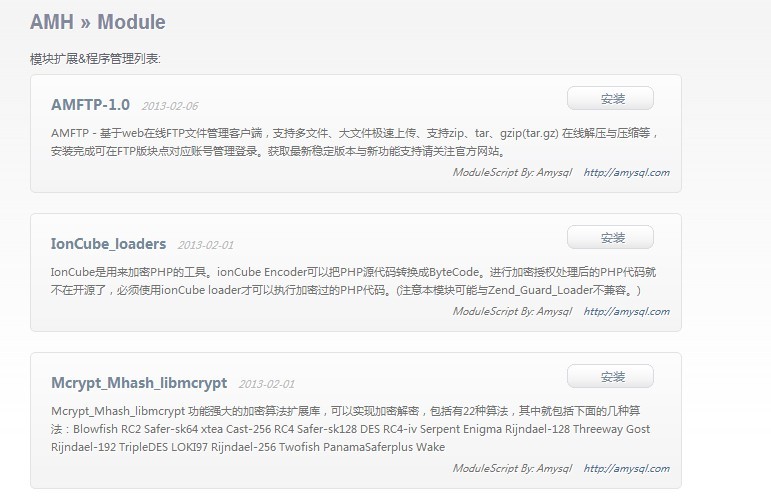 AMH » Module
模块扩展&程序管理列表:
AMFTP-1.0 2013-02-06 安装
AMFTP - 基于web在线FTP文件管理客户端，支持多文件、大文件极速上传、支持zip、tar、gzip(tar.gz) 在线解压与压缩等，
安装完成可在FTP版块点对应账号管理登录。获取最新稳定版本与新功能支持请关注官方网站。
ModuleScript By: Amysql http://amysql.com
IonCube_loaders 2013-02-01 安装
IonCube是用来加密PHP的工具。ionCube Encoder可以把PHP源代码转换成ByteCode。进行加密授权处理后的PHP代码就
不在开源了，必须使用ionCube loader才可以执行加密过的PHP代码。(注意本模块可能与Zend_Guard_Loader不兼容。)
ModuleScript By: Amysql http://amysql.com
Mcrypt_Mhash_libmcrypt 2013-02-01 安装
Mcrypt_Mhash_libmcrypt 功能强大的加密算法扩展库，可以实现加密解密，包括有22种算法，其中就包括下面的几种算
法：Blowfish RC2 Safer-sk64 xtea Cast-256 RC4 Safer-sk128 DES RC4-iv Serpent Enigma Rijndael-128 Threeway Gost
Rijndael-192 TripleDES LOKI97 Rijndael-256 Twofish PanamaSaferplus Wake
ModuleScript By: Amysql http://amysql.com